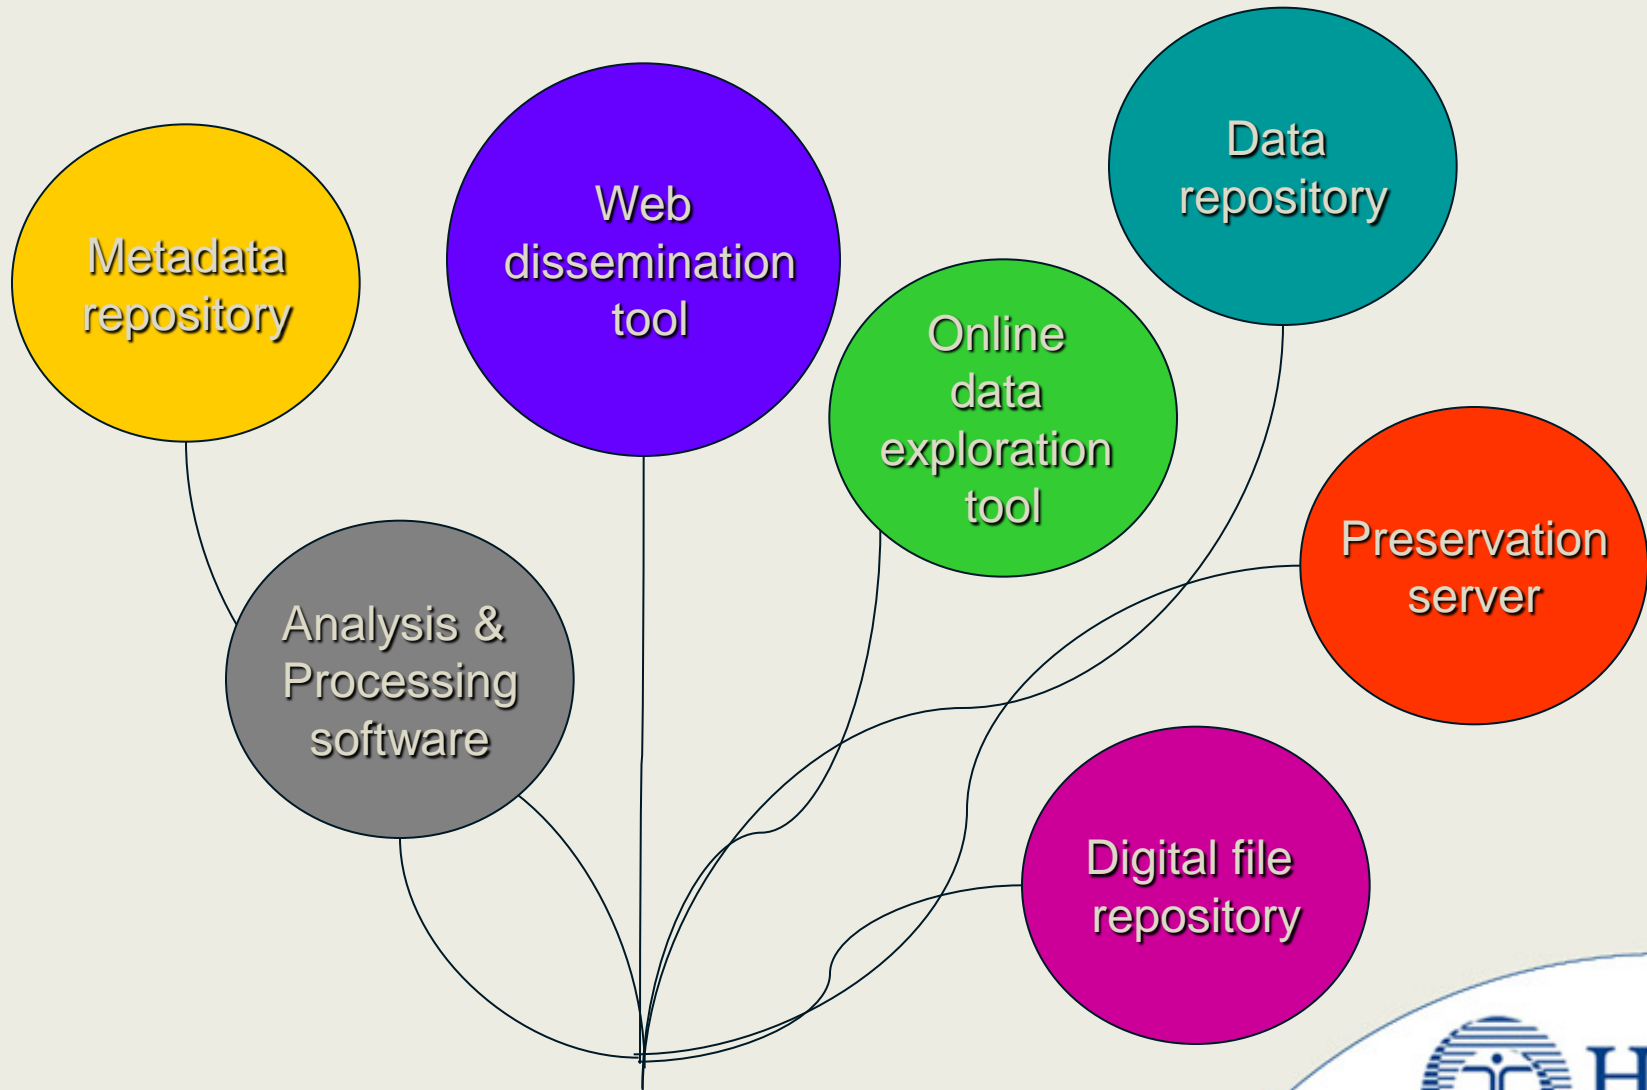 Metadata
repository
Web
dissemination
tool
Data
repository
Online
data
exploration
tool
Preservation
server
Analysis &
Processing
software
Digital file
repository
H